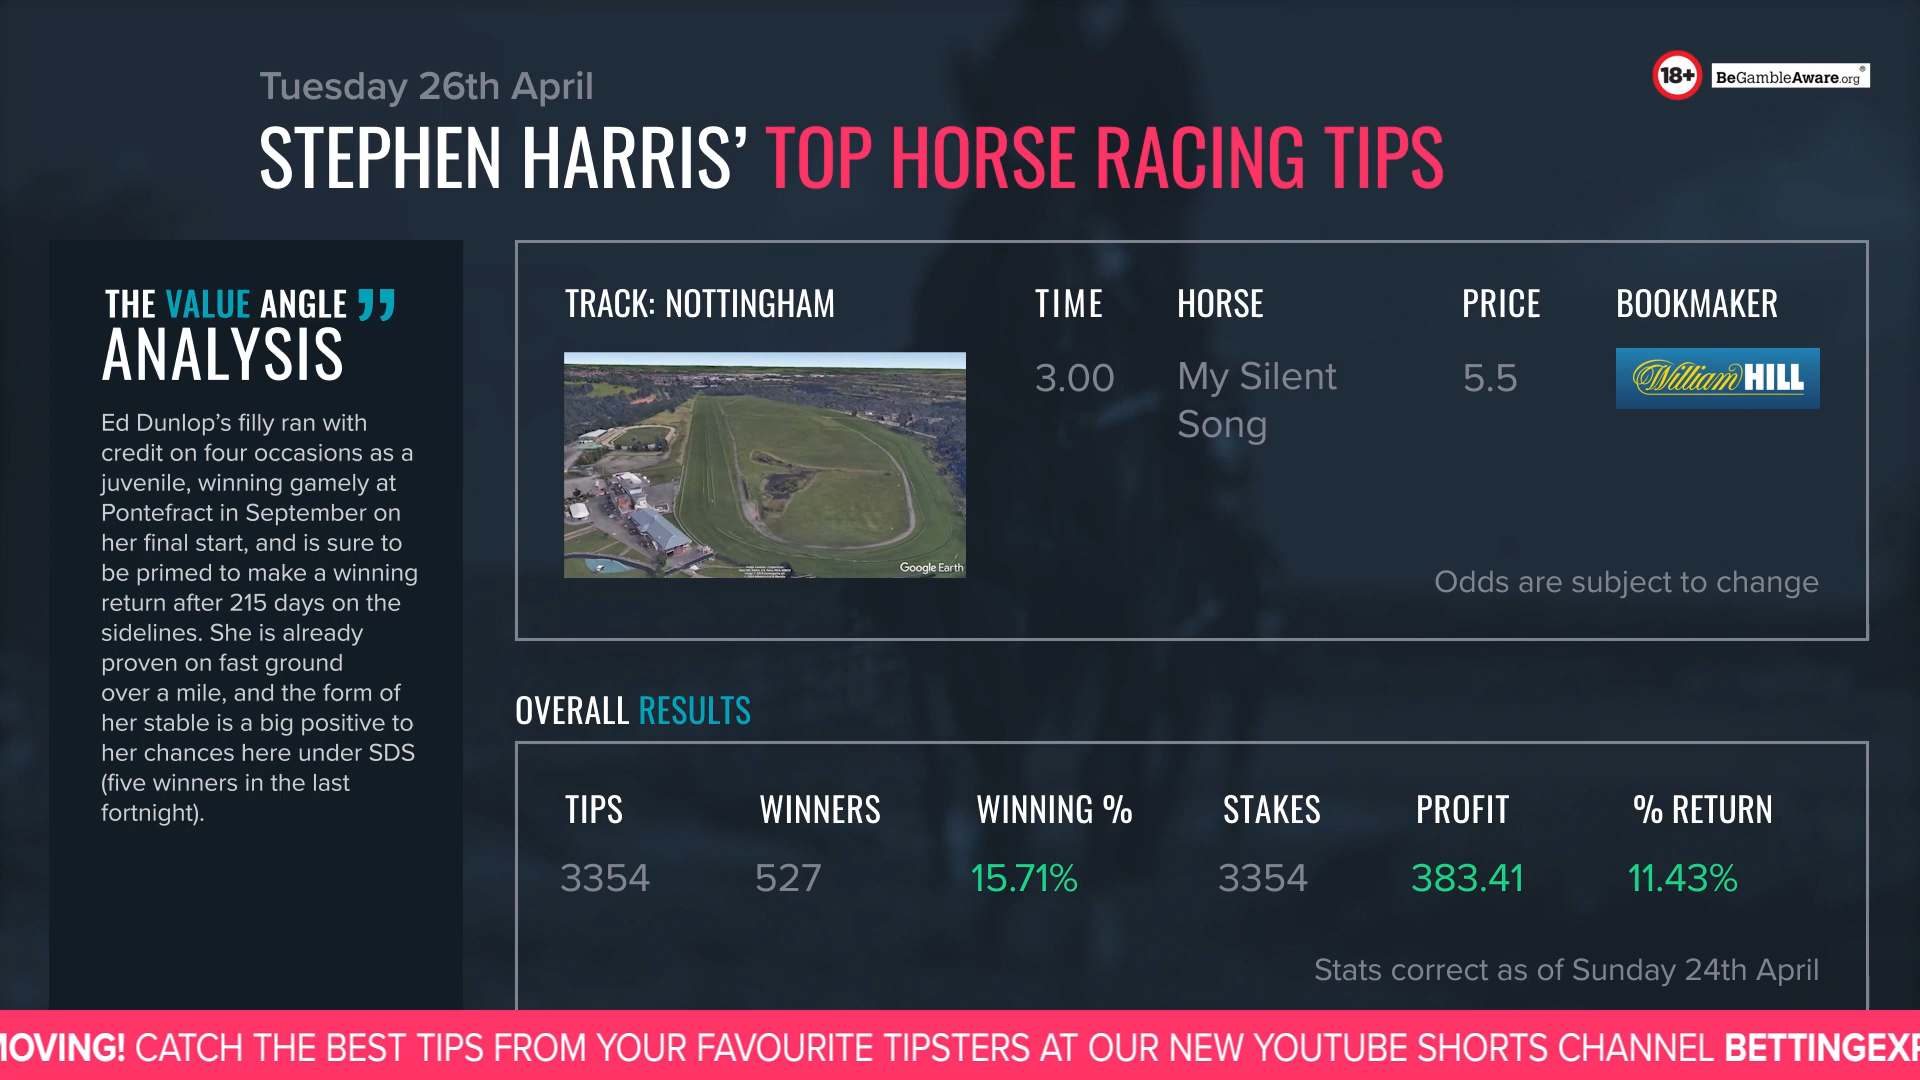 Tuesday 26th April
STEPHEN HARRIS’ TOP HORSE RACING TIPS
18+
BeGambleAware.org®
THE VALUE ANGLE ”
ANALYSIS
Ed Dunlop’s filly ran with
credit on four occasions as a
juvenile, winning gamely at
Pontefract in September on
her final start, and is sure to
be primed to make a winning
return after 215 days on the
sidelines. She is already
proven on fast ground
over a mile, and the form of
her stable is a big positive to
her chances here under SDS
(five winners in the last
fortnight).
TRACK: NOTTINGHAM
Google Earth
TIME
3.00
HORSE
My Silent
Song
PRICE
5.5
BOOKMAKER
William HILL
Odds are subject to change
OVERALL RESULTS
TIPS WINNERS WINNING % STAKES PROFIT % RETURN
3354 527 15.71% 3354 383.41 11.43%
Stats correct as of Sunday 24th April
MOVING! CATCH THE BEST TIPS FROM YOUR FAVOURITE TIPSTERS AT OUR NEW YOUTUBE SHORTS CHANNEL BETTINGEXP